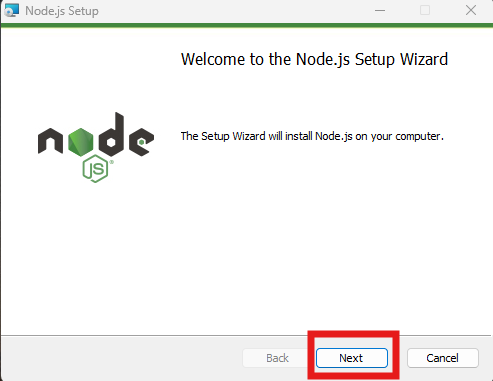 Node.js Setup
Welcome to the Node.js Setup Wizard
node
JS
The Setup Wizard will install Node.js on your computer.
Back
Next
Cancel